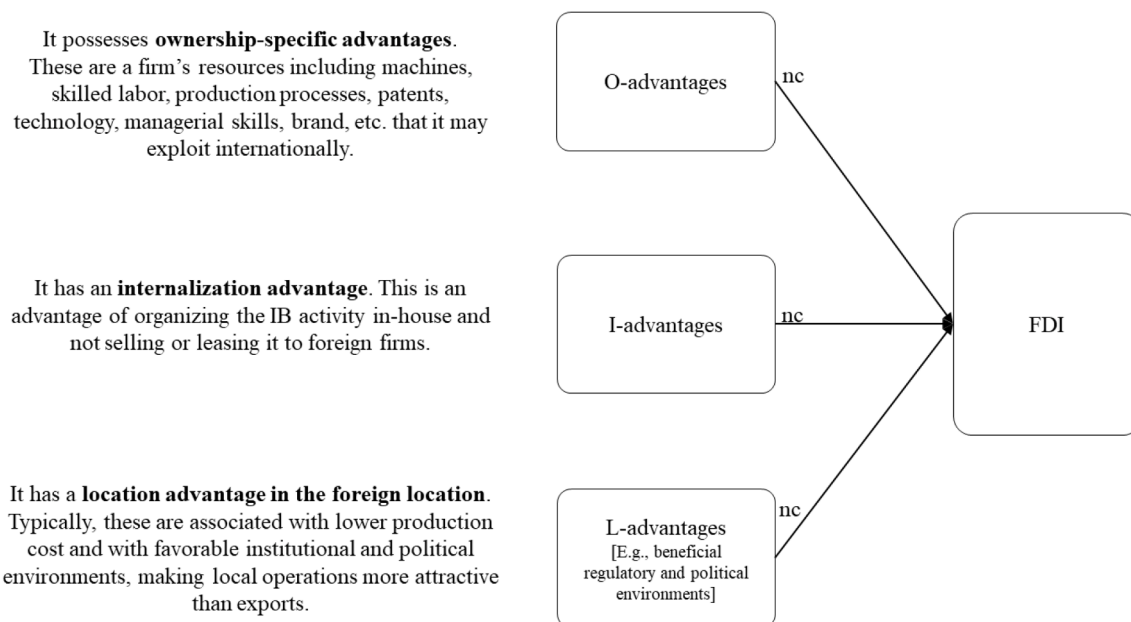 It possesses ownership-specific advantages.
These are a firm's resources including machines,
skilled labor, production processes, patents,
technology, managerial skills, brand, etc. that it may
exploit internationally.
O-advantages
nc
It has an internalization advantage. This is an
advantage of organizing the IB activity in-house and
not selling or leasing it to foreign firms.
I-advantages
nc
FDI
It has a location advantage in the foreign location.
Typically, these are associated with lower production
cost and with favorable institutional and political
environments, making local operations more attractive
than exports.
L-advantages
[E.g., beneficial
regulatory and political
environments]
nc